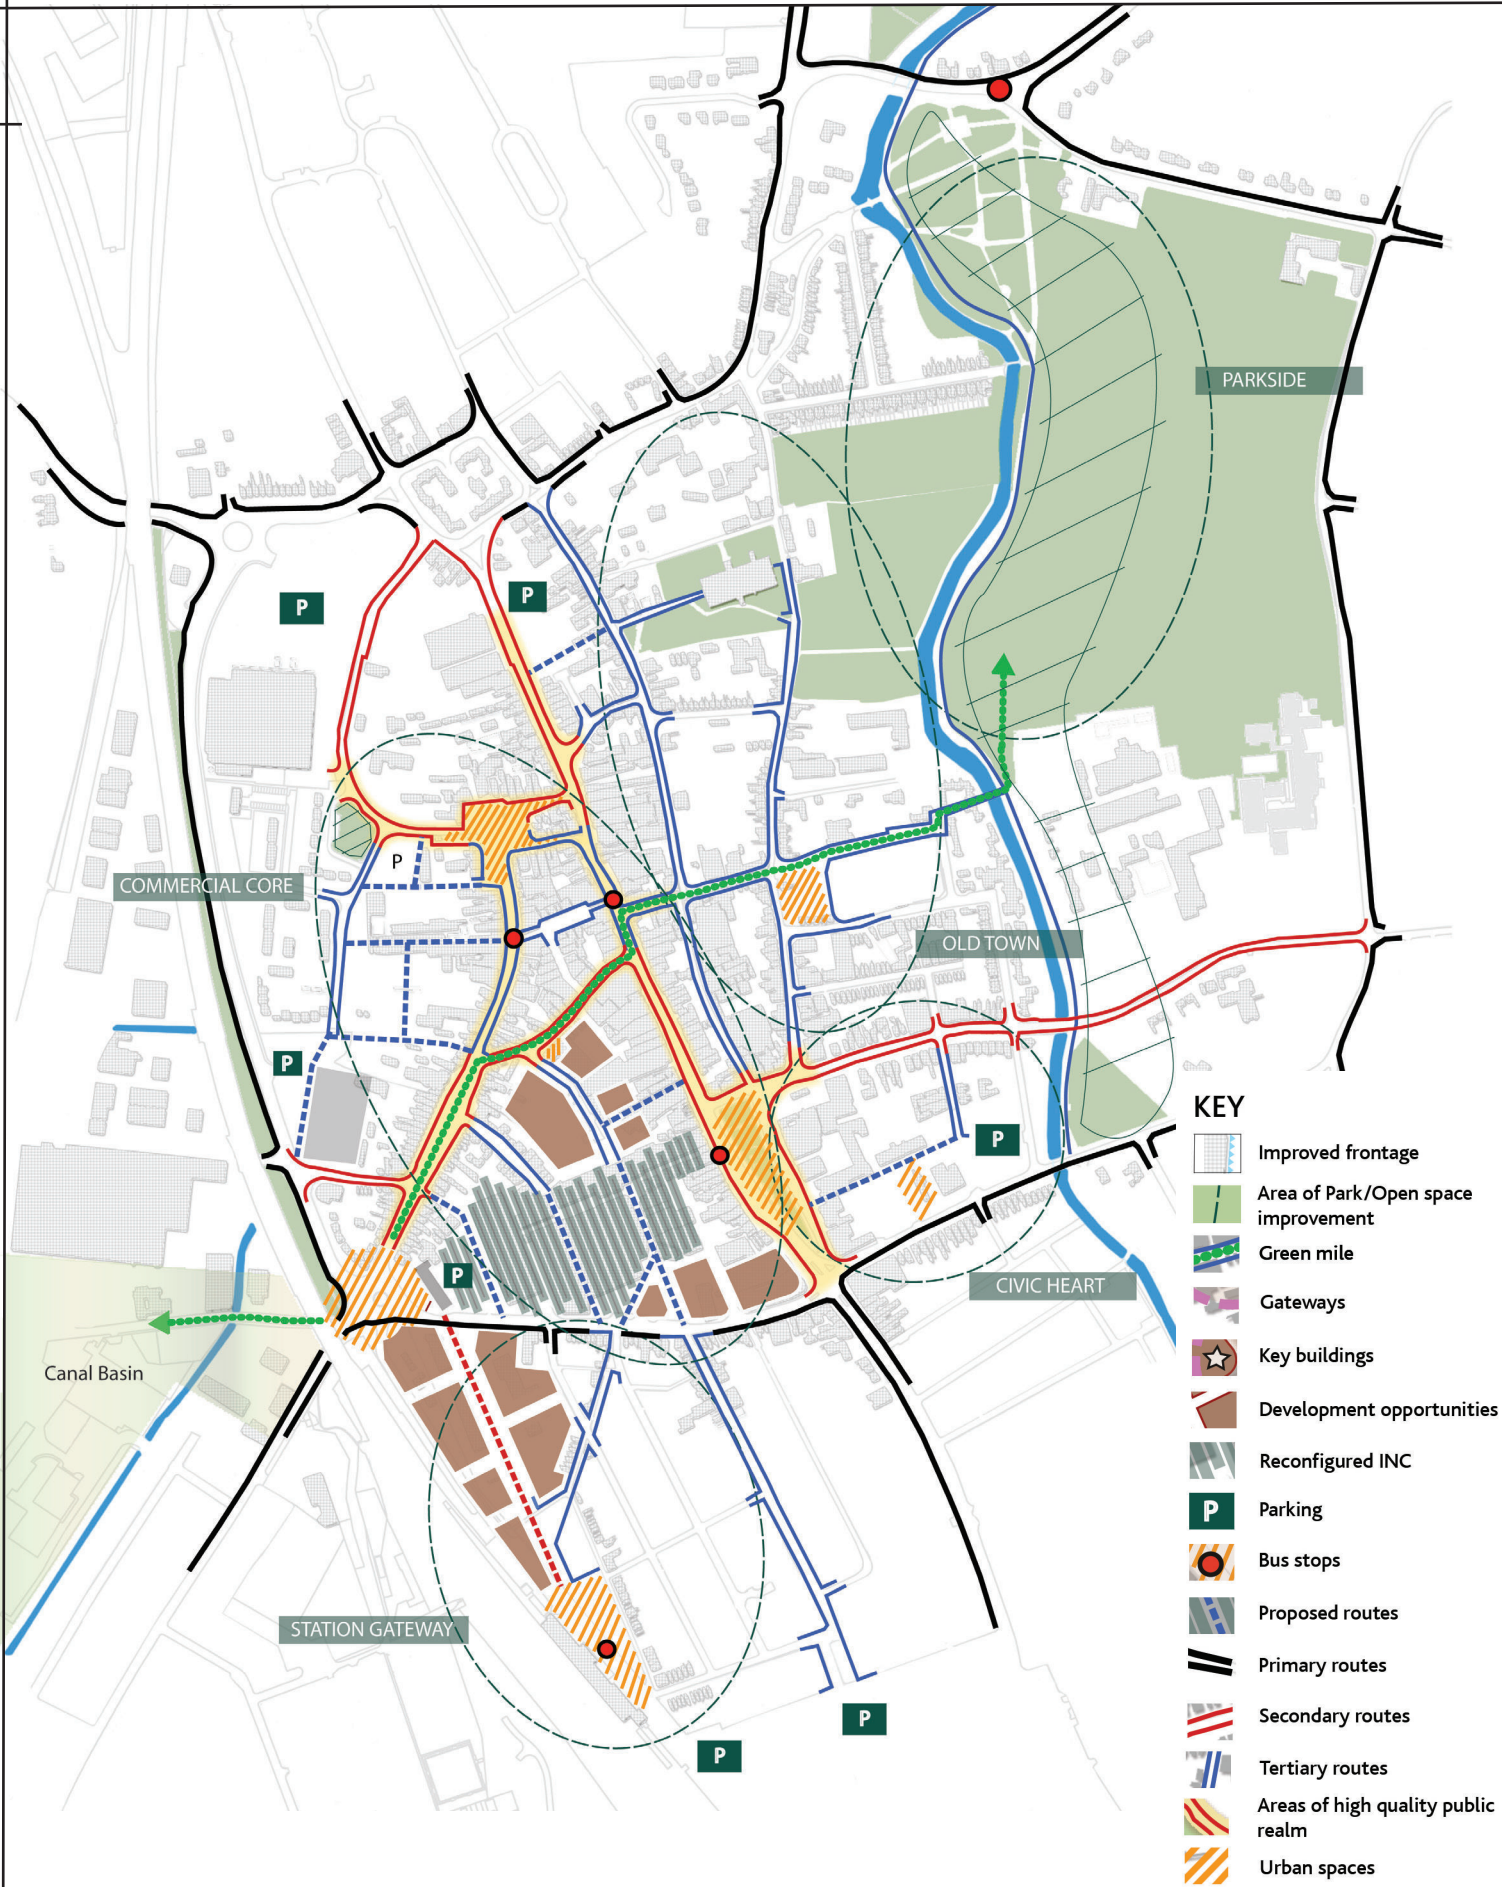 PARKSIDE
P
P
P
COMMERCIAL CORE
OLD TOWN
P
P
P
CIVIC HEART
Canal Basin
STATION GATEWAY
P
P
KEY
Improved frontage
Area of Park/Open space
improvement
Green mile
Gateways
Key buildings
Development opportunities
Reconfigured INC
P
Parking
Bus stops
Proposed routes
Primary routes
Secondary routes
Tertiary routes
Areas of high quality public
realm
Urban spaces